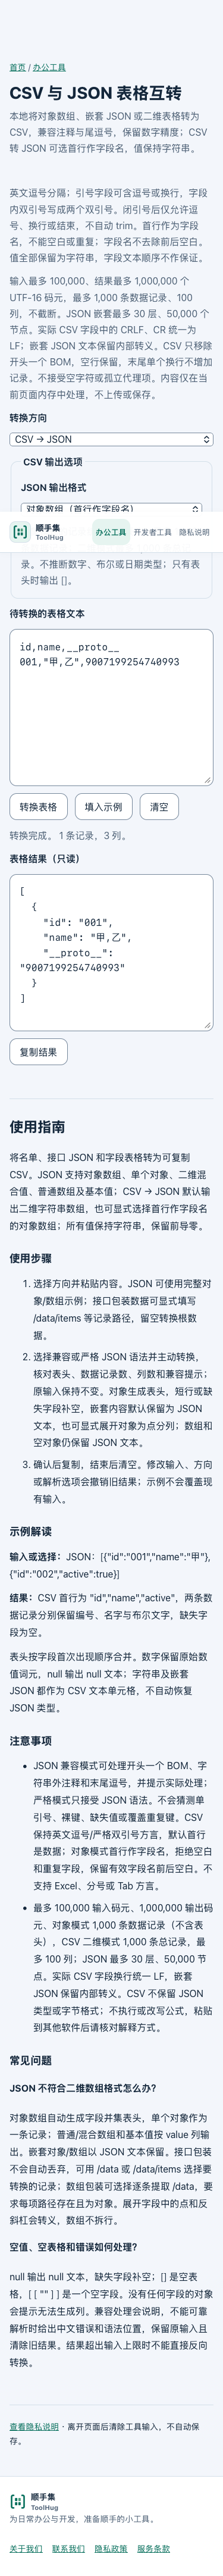 首页 / 办公工具
CSV 与 JSON 表格互转
本地将对象数组、嵌套 JSON 或二维表格转为
CSV，兼容注释与尾逗号，保留数字精度；CSV
转 JSON 可选首行作字段名，值保持字符串。
英文逗号分隔；引号字段可含逗号或换行，字段
内双引号写成两个双引号。闭引号后仅允许逗
号、换行或结束，不自动 trim。首行作为字段
名，不能空白或重复；字段名不去除前后空白。
值全部保留为字符串，字段文本顺序不作保证。
输入最多 100,000、结果最多 1,000,000 个
UTF-16 码元，最多 1,000 条数据记录、100
列，不截断。JSON 嵌套最多 30 层、50,000 个
节点。实际 CSV 字段中的 CRLF、CR 统一为
LF；嵌套 JSON 文本保留内部转义。CSV 只移除
开头一个 BOM，空行保留，末尾单个换行不增加
记录。不接受空字符或孤立代理项。内容仅在当
前页面内存中处理，不上传或保存。
转换方向
CSV → JSON
CSV 输出选项
JSON 输出格式
对象数组（首行作字段名）
顺手集
ToolHug
办公工具
开发者工具
隐私说明
录。不推断数字、布尔或日期类型；只有表
头时输出 []。
待转换的表格文本
id,name,__proto__
001,"甲,乙",9007199254740993
转换表格
填入示例
清空
转换完成。 1 条记录，3 列。
表格结果（只读）
[
{
"id": "001",
"name": "甲,乙",
"__proto__":
"9007199254740993"
}
]
复制结果
使用指南
将名单、接口 JSON 和字段表格转为可复制
CSV。JSON 支持对象数组、单个对象、二维混
合值、普通数组及基本值；CSV → JSON 默认输
出二维字符串数组，也可显式选择首行作字段名
的对象数组；所有值保持字符串，保留前导零。
使用步骤
1. 选择方向并粘贴内容。JSON 可使用完整对
象/数组示例；接口包装数据可显式填写
/data/items 等记录路径，留空转换根数
据。
2. 选择兼容或严格 JSON 语法并主动转换，
核对表头、数据记录数、列数和兼容提示；
原输入保持不变。对象生成表头，短行或缺
失字段补空，嵌套内容默认保留为 JSON
文本，也可显式展开对象为点分列；数组和
空对象仍保留 JSON 文本。
3. 确认后复制，结束后清空。修改输入、方向
或解析选项会撤销旧结果；示例不会覆盖现
有输入。
示例解读
输入或选择：JSON：[{"id":"001","name":"甲"},
{"id":"002","active":true}]
结果：CSV 首行为 "id","name","active"，两条数
据记录分别保留编号、名字与布尔文字，缺失字
段为空。
表头按字段首次出现顺序合并。数字保留原始数
值词元，null 输出 null 文本；字符串及嵌套
JSON 都作为 CSV 文本单元格，不自动恢复
JSON 类型。
注意事项
• JSON 兼容模式可处理开头一个 BOM、字
符串外注释和末尾逗号，并提示实际处理；
严格模式只接受 JSON 语法。不会猜测单
引号、裸键、缺失值或覆盖重复键。CSV
保持英文逗号/严格双引号方言，默认首行
是数据；对象模式首行作字段名，拒绝空白
和重复字段，保留有效字段名前后空白。不
支持 Excel、分号或 Tab 方言。
• 最多 100,000 输入码元、1,000,000 输出码
元、对象模式 1,000 条数据记录（不含表
头），CSV 二维模式 1,000 条总记录，最
多 100 列；JSON 最多 30 层、50,000 节
点。实际 CSV 字段换行统一 LF，嵌套
JSON 保留内部转义。CSV 不保留 JSON
类型或字节格式；不执行或改写公式，粘贴
到其他软件后请核对解释方式。
常见问题
JSON 不符合二维数组格式怎么办？
对象数组自动生成字段并集表头，单个对象作为
一条记录；普通/混合数组和基本值按 value 列输
出。嵌套对象/数组以 JSON 文本保留。接口包装
不会自动丢弃，可用 /data 或 /data/items 选择要
转换的记录；数组包装可选择逐条提取 /data，要
求每项路径存在且为对象。展开字段中的点和反
斜杠会转义，数组不拆行。
空值、空表格和错误如何处理？
null 输出 null 文本，缺失字段补空；[] 是空表
格，[ [ "" ] ] 是一个空字段。没有任何字段的对象
会提示无法生成列。兼容处理会说明，不能可靠
解析时给出中文错误和语法位置，保留原输入且
清除旧结果。结果超出输入上限时不能直接反向
转换。
查看隐私说明 · 离开页面后清除工具输入，不自动保
存。
顺手集
ToolHug
为日常办公与开发，准备顺手的小工具。
关于我们
联系我们
隐私政策
服务条款